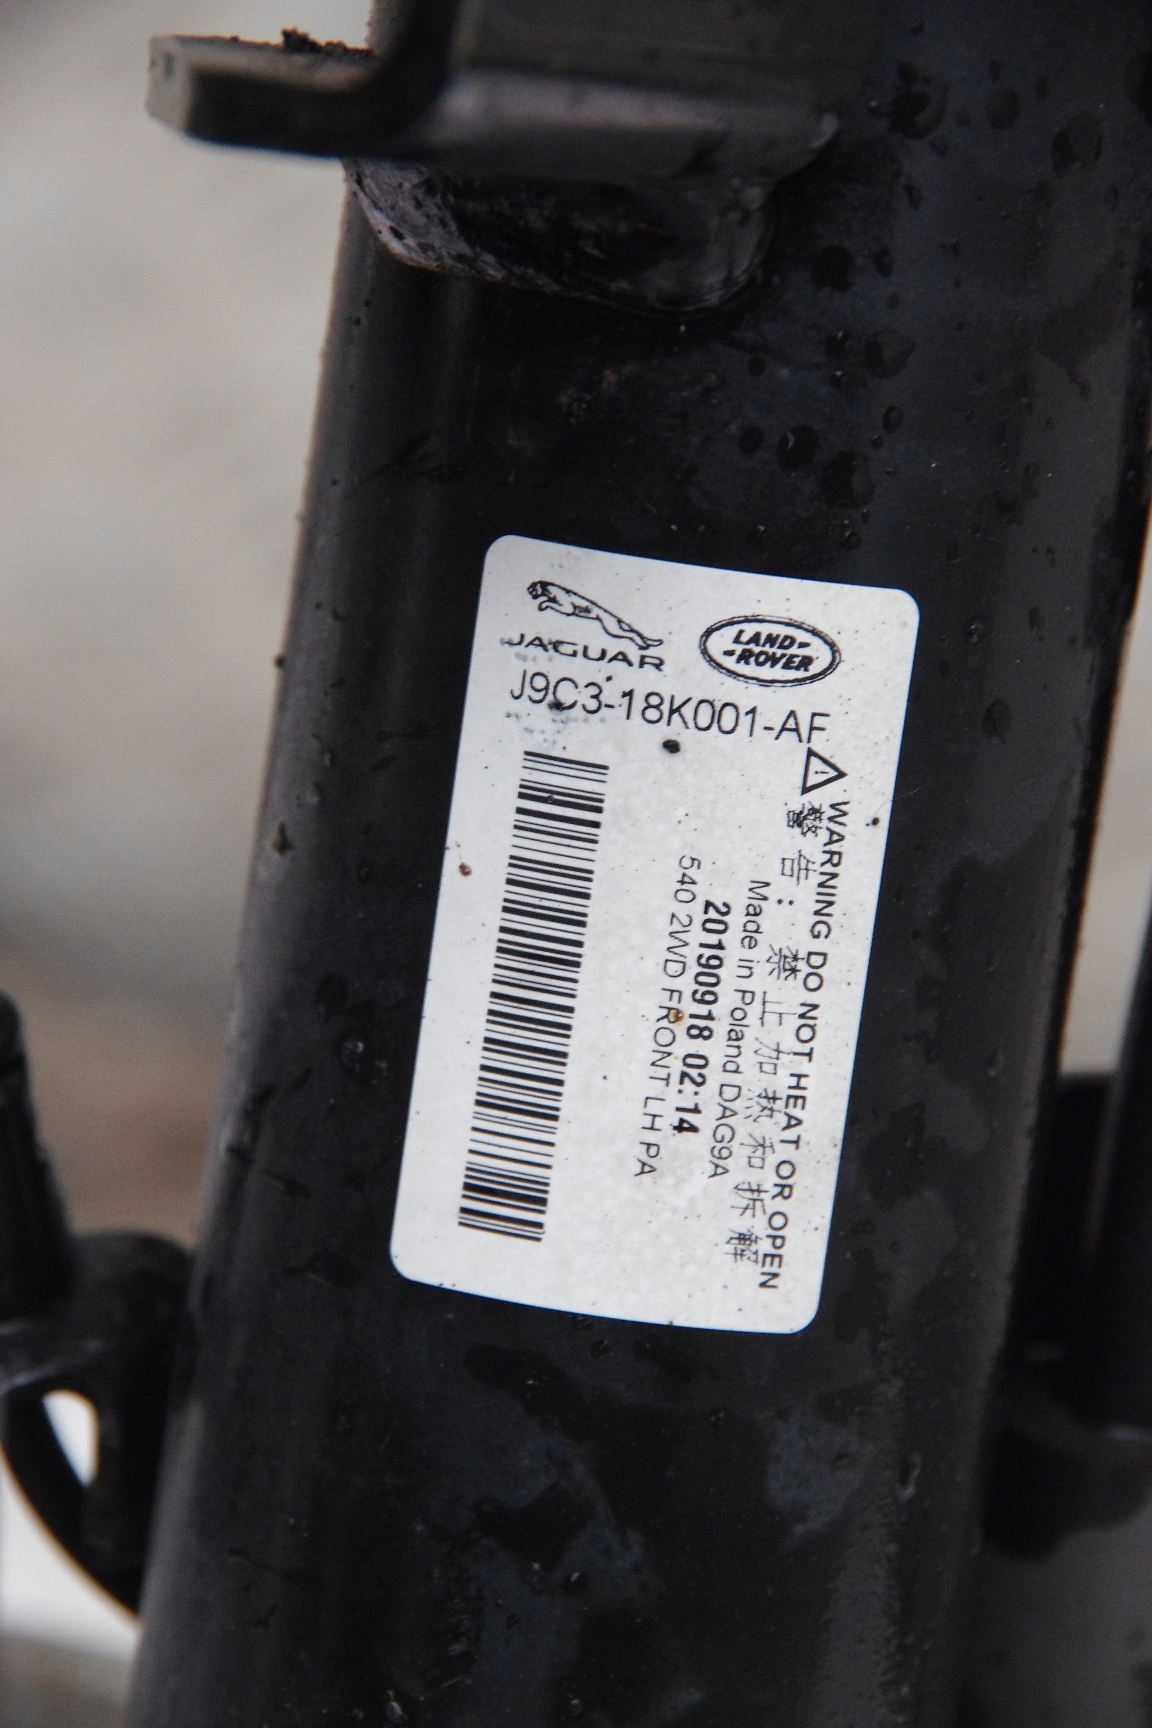 JAGUAR
LAND-
-ROVER
J9C3-18K001-AF
WARNING DO NOT HEAT OR OPEN
警告：禁止加热和拆解
Made in Poland DAG9A
20190918 02:14
540 2WD FRONT LH PA